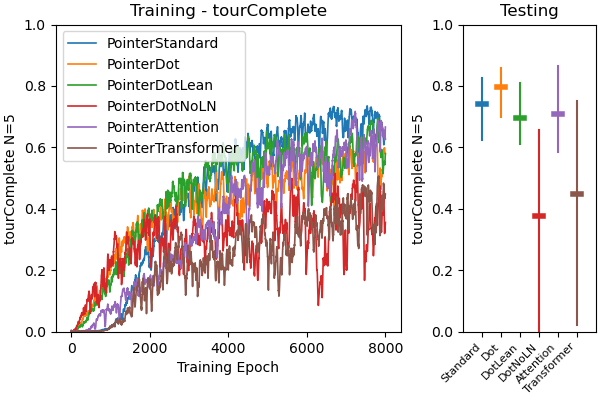 Training - tourComplete
tourComplete N=5
1.0
0.8
0.6
0.4
0.2
0.0
PointerStandard
PointerDot
PointerDotLean
PointerDotNoLN
PointerAttention
PointerTransformer
0
2000
4000
6000
8000
Training Epoch
Testing
tourComplete N=5
1.0
0.8
0.6
0.4
0.2
0.0
Standard
Dot
DotLean
DotNoLN
Attention
Transformer